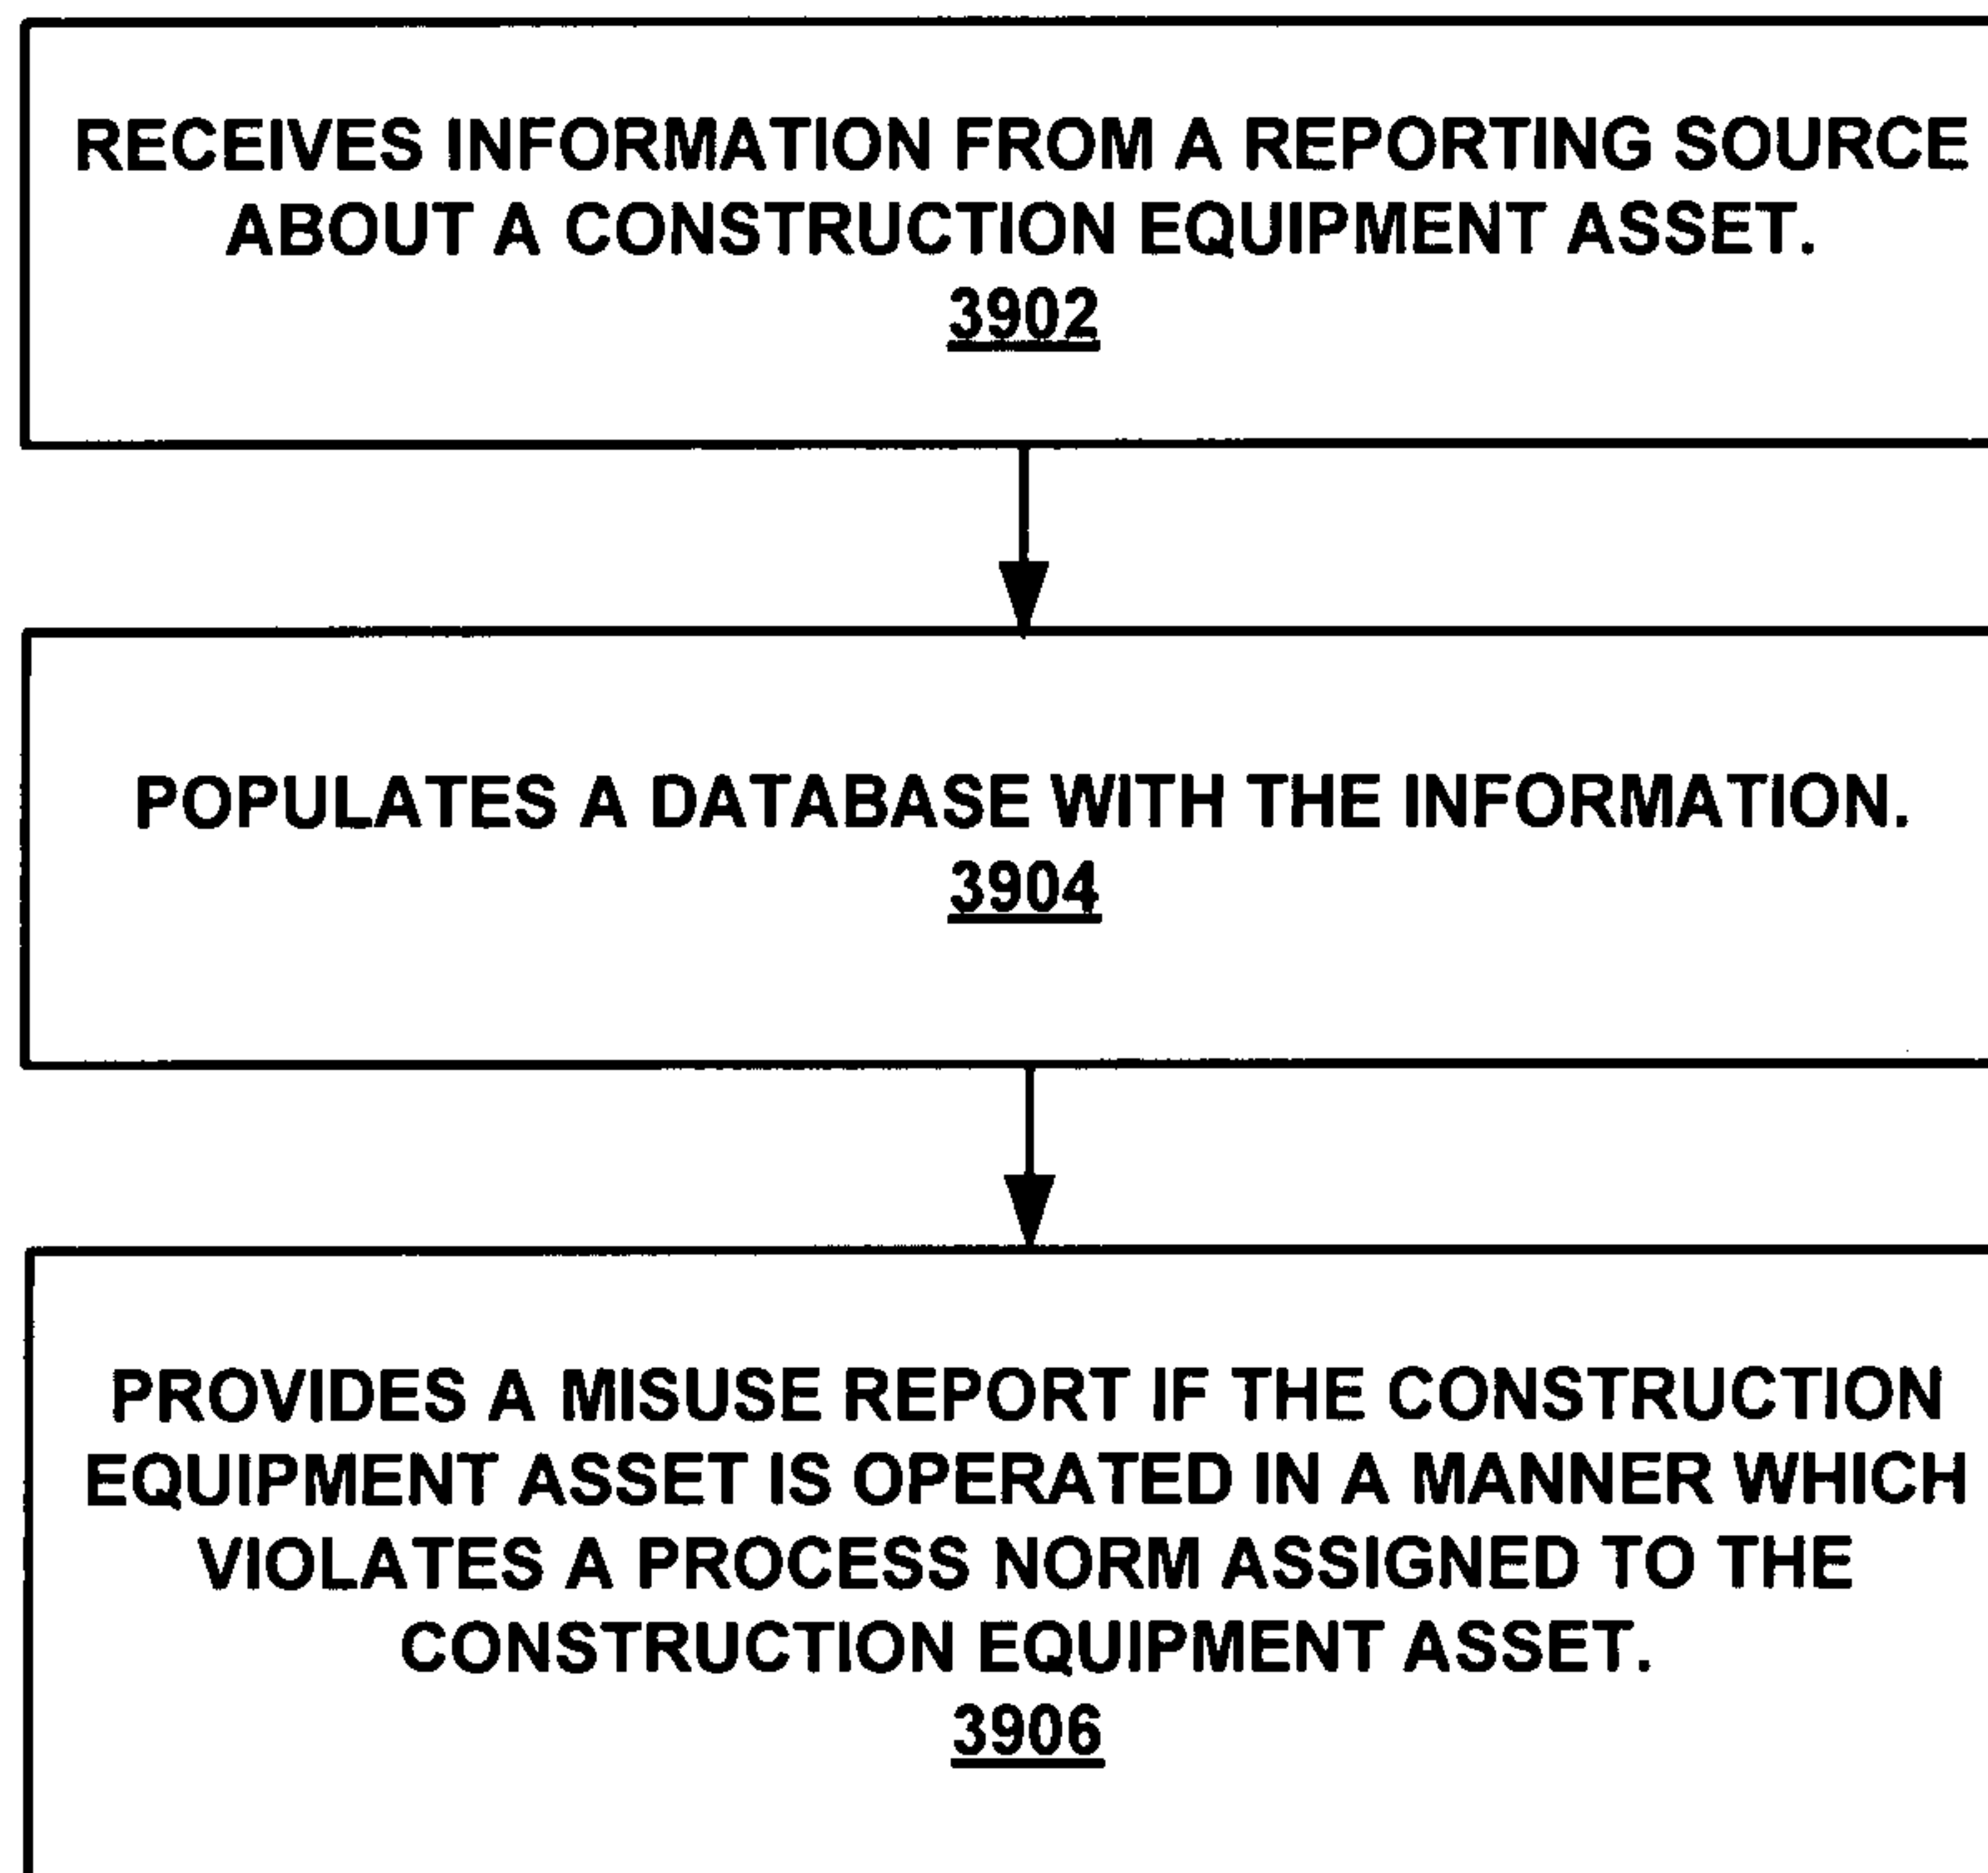 RECEIVES INFORMATION FROM A REPORTING SOURCE
ABOUT A CONSTRUCTION EQUIPMENT ASSET.
3902
POPULATES A DATABASE WITH THE INFORMATION.
3904
PROVIDES A MISUSE REPORT IF THE CONSTRUCTION
EQUIPMENT ASSET IS OPERATED IN A MANNER WHICH
VIOLATES A PROCESS NORM ASSIGNED TO THE
CONSTRUCTION EQUIPMENT ASSET.
3906